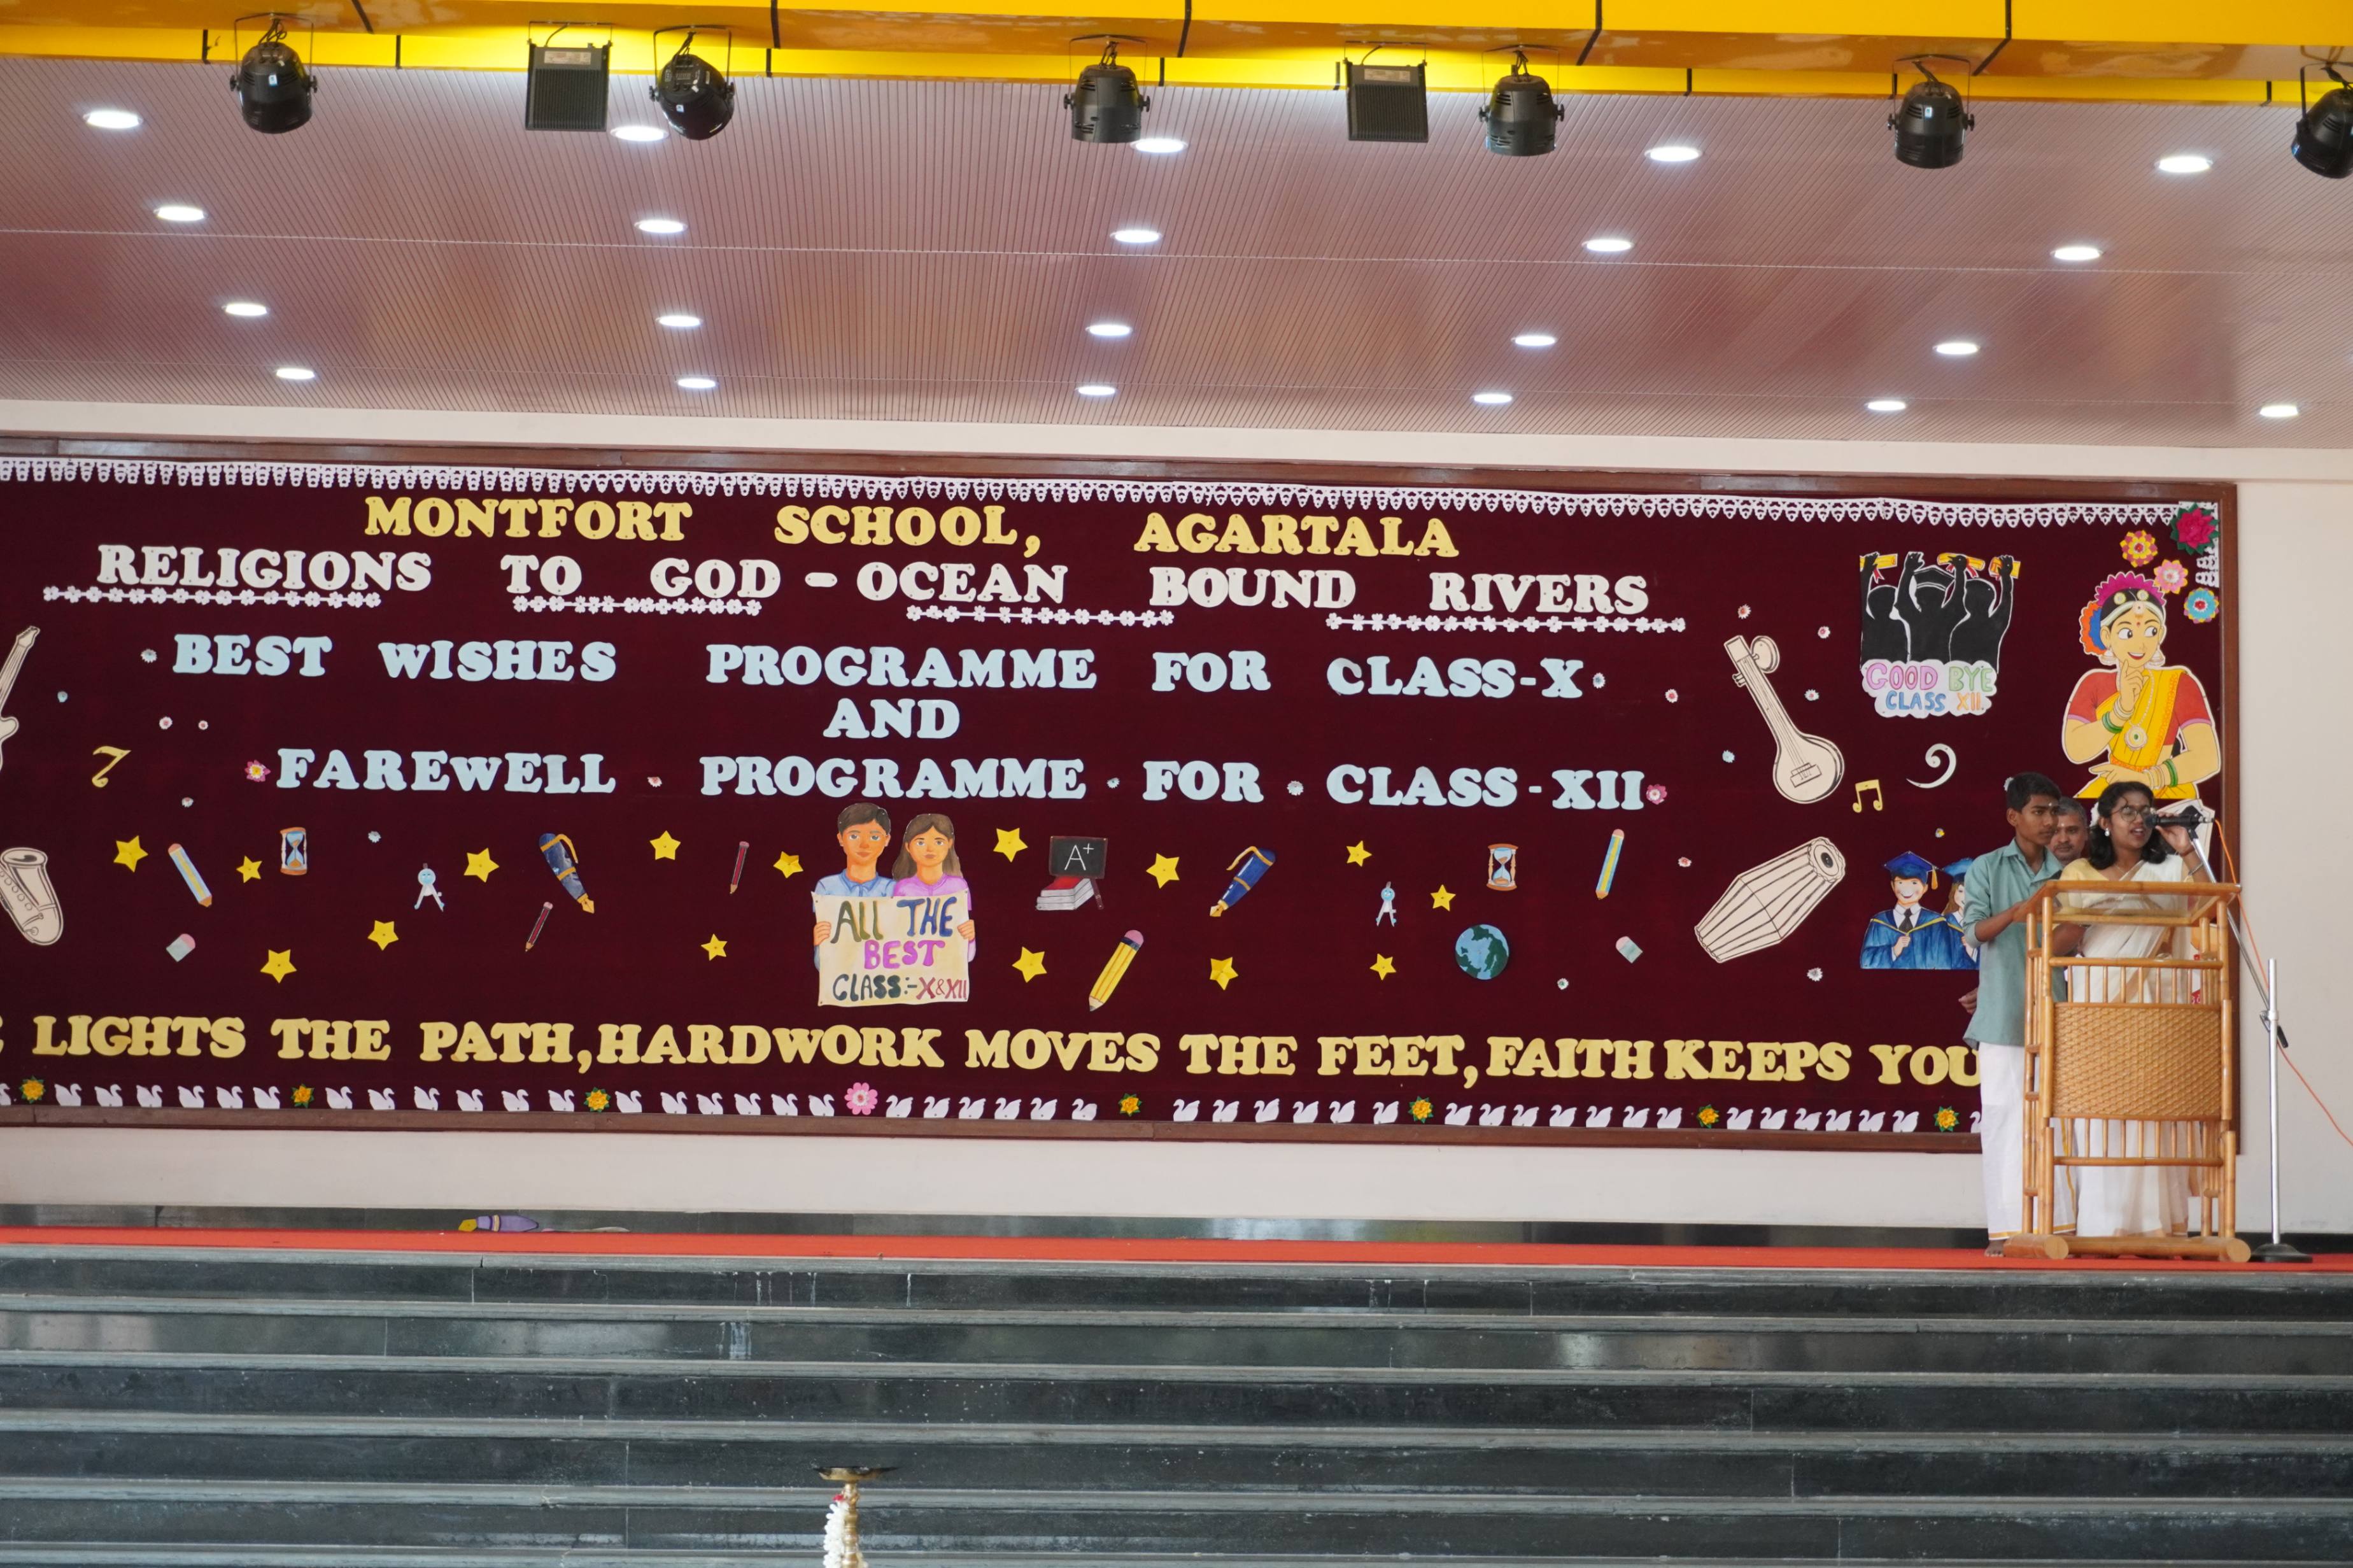 MONTFORT SCHOOL, AGARTALA
RELIGIONS TO GOD - OCEAN BOUND RIVERS
BEST WISHES PROGRAMME FOR CLASS-X
AND
FAREWELL PROGRAMME FOR CLASS-XII
GOOD BYE
CLASS XII
A+
ALL THE
BEST
CLASS:-X&XII
LIGHTS THE PATH, HARDWORK MOVES THE FEET, FAITH KEEPS YOU